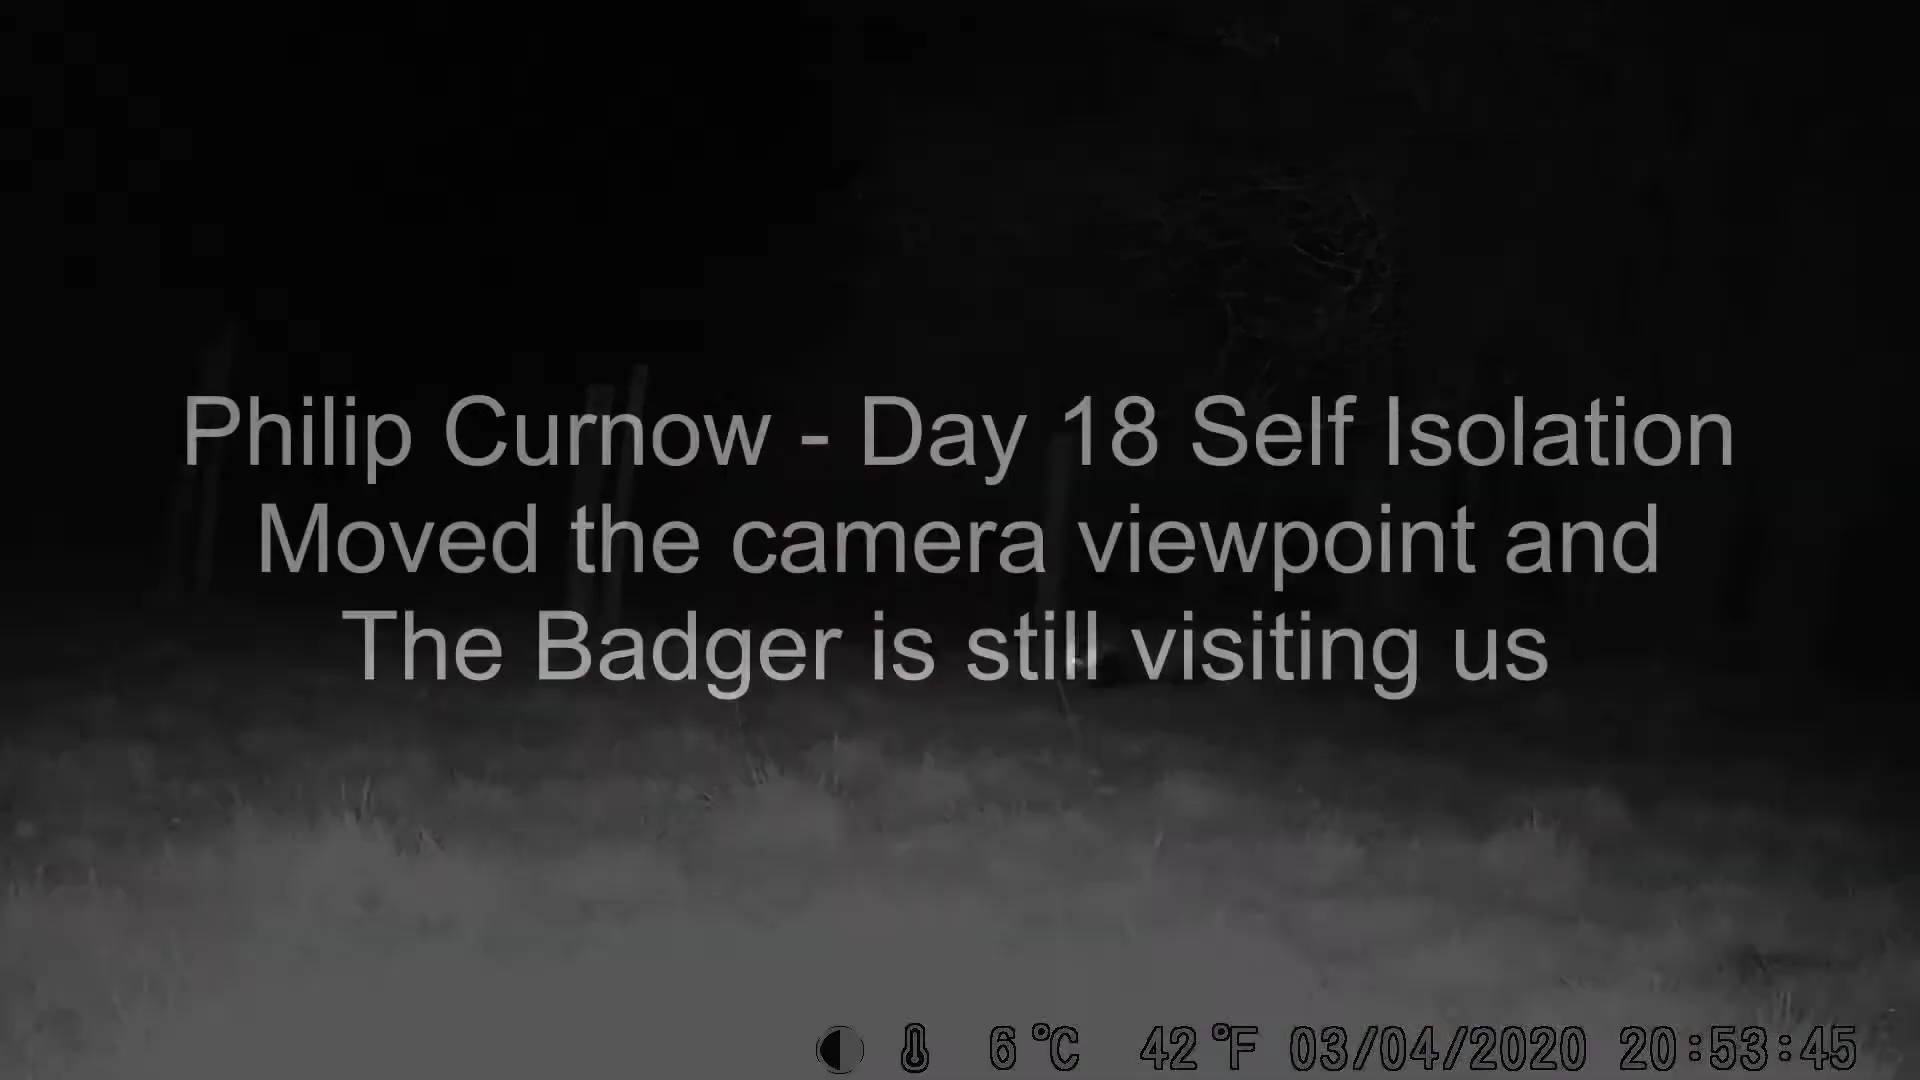 Philip Curnow - Day 18 Self Isolation
Moved the camera viewpoint and
The Badger is still visiting us
6°C 42°F 03/04/2020 20:53:45